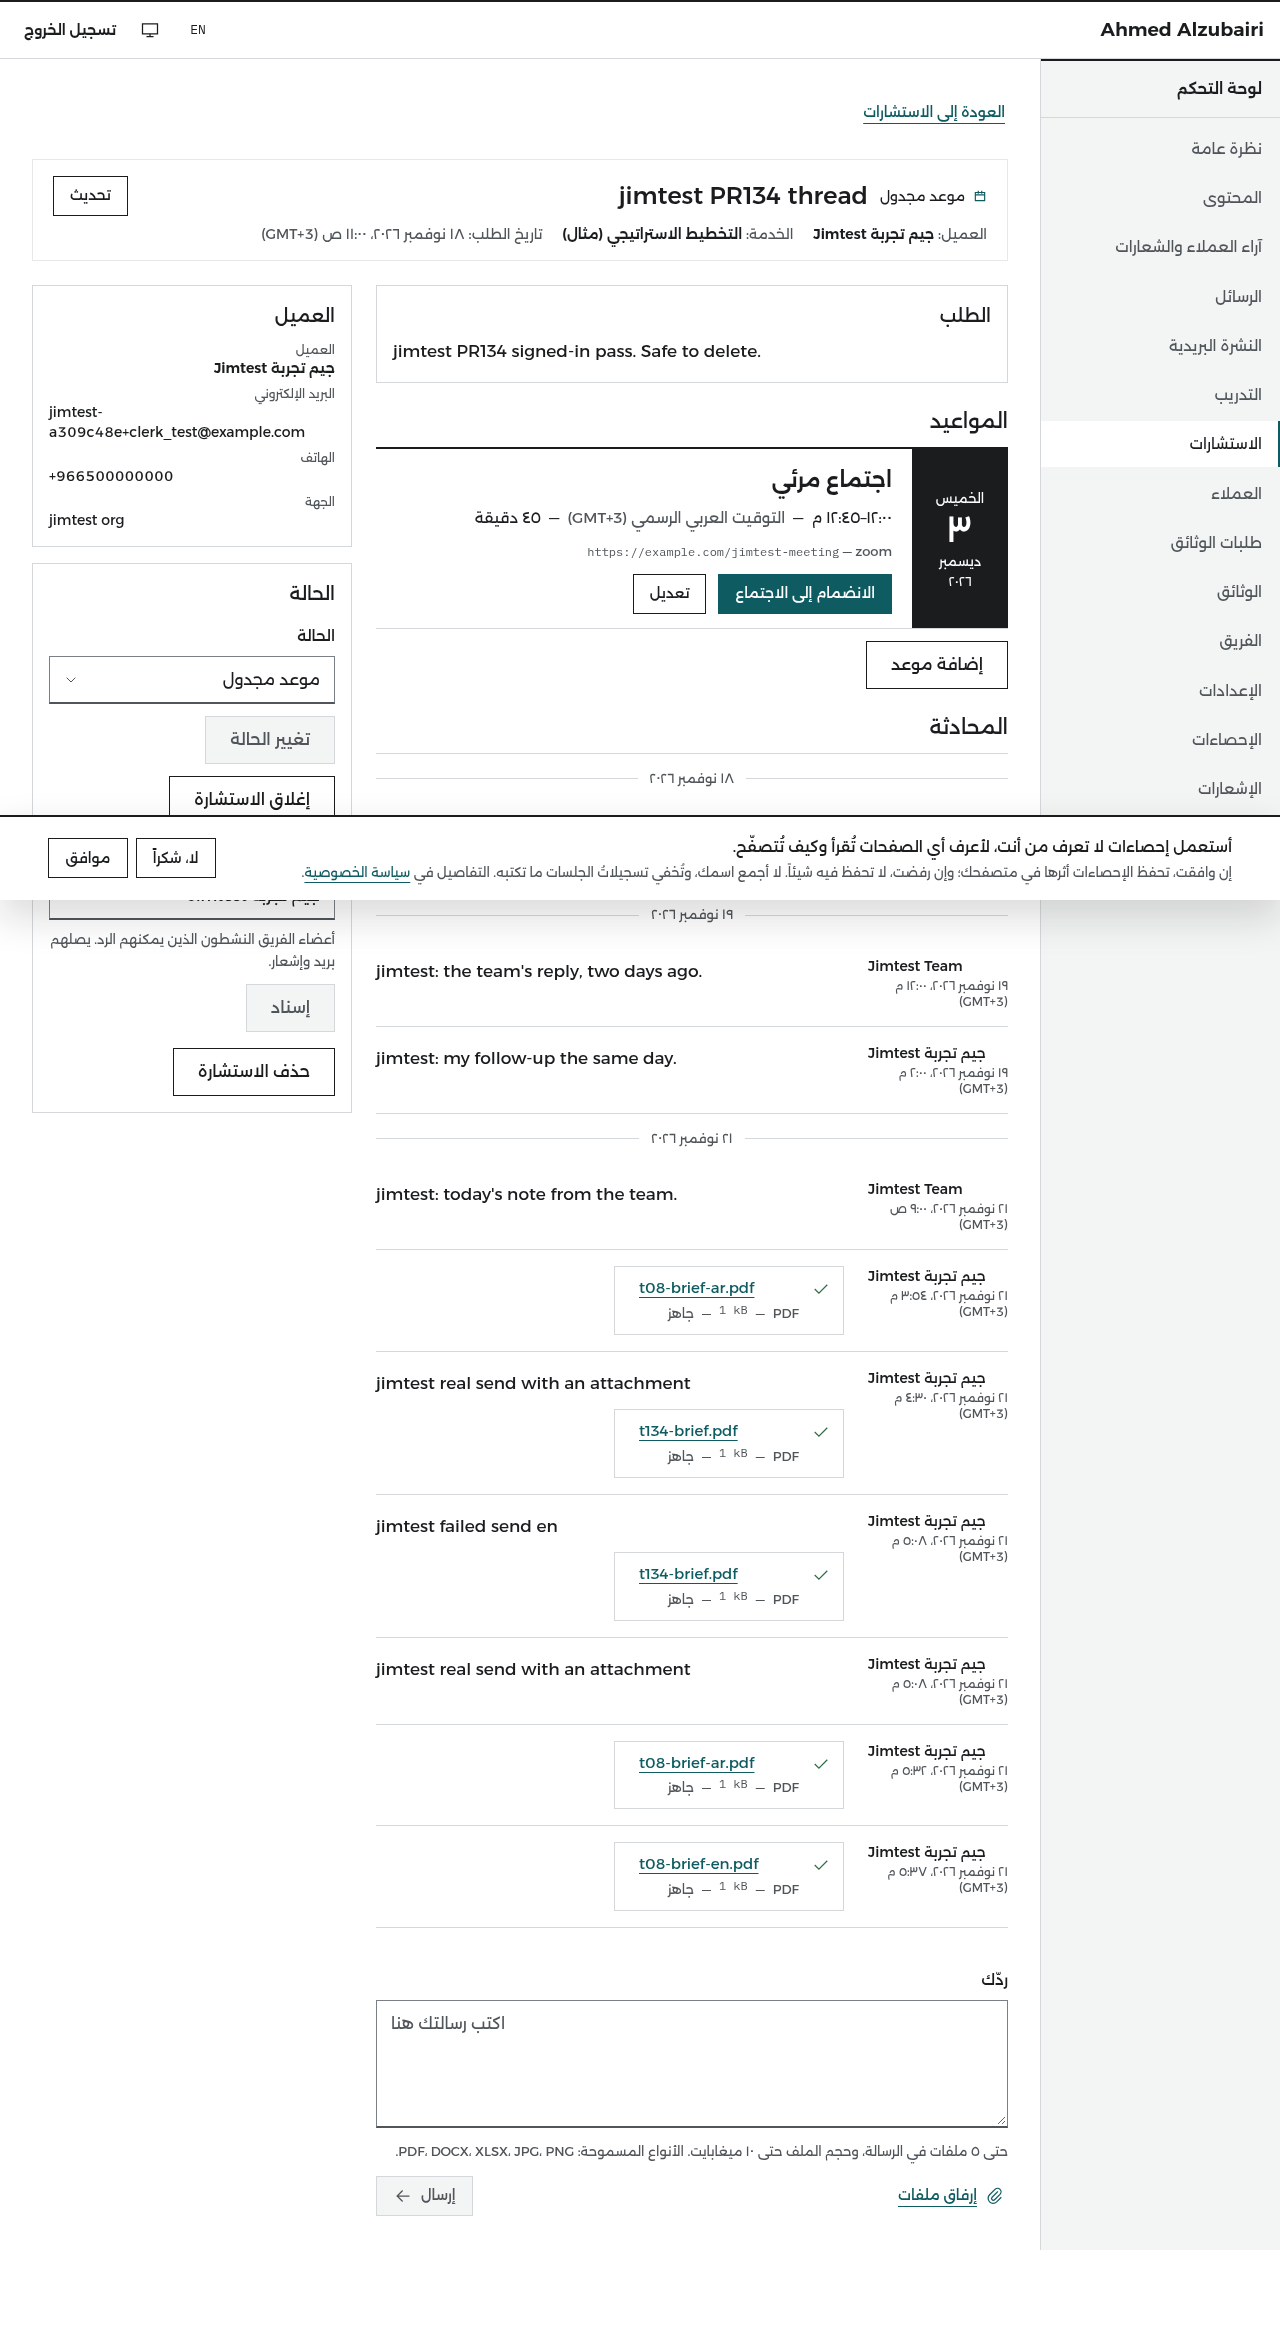 Ahmed Alzubairi
EN
تسجيل الخروج
لوحة التحكم
نظرة عامة
المحتوى
آراء العملاء والشعارات
الرسائل
النشرة البريدية
التدريب
الاستشارات
العملاء
طلبات الوثائق
الوثائق
الفريق
الإعدادات
الإحصاءات
الإشعارات
العودة إلى الاستشارات
موعد مجدول jimtest PR134 thread
تحديث
العميل: جيم تجربة Jimtest الخدمة: التخطيط الاستراتيجي (مثال) تاريخ الطلب: ١٨ نوفمبر ٢٠٢٦، ١١:٠٠ ص (GMT+3)
الطلب
jimtest PR134 signed-in pass. Safe to delete.
المواعيد
الخميس
٣
ديسمبر
٢٠٢٦
اجتماع مرئي
١٢:٠٠–١٢:٤٥ م — التوقيت العربي الرسمي (GMT+3) — ٤٥ دقيقة
zoom — https://example.com/jimtest-meeting
الانضمام إلى الاجتماع
تعديل
إضافة موعد
المحادثة
١٨ نوفمبر ٢٠٢٦
١٩ نوفمبر ٢٠٢٦
Jimtest Team
١٩ نوفمبر ٢٠٢٦، ١٢:٠٠ م
(GMT+3)
jimtest: the team's reply, two days ago.
جيم تجربة Jimtest
١٩ نوفمبر ٢٠٢٦، ٢:٠٠ م
(GMT+3)
jimtest: my follow-up the same day.
٢١ نوفمبر ٢٠٢٦
Jimtest Team
٢١ نوفمبر ٢٠٢٦، ٩:٠٠ ص
(GMT+3)
jimtest: today's note from the team.
جيم تجربة Jimtest
٢١ نوفمبر ٢٠٢٦، ٣:٥٤ م
(GMT+3)
t08-brief-ar.pdf
PDF — 1 kB — جاهز
جيم تجربة Jimtest
٢١ نوفمبر ٢٠٢٦، ٤:٣٠ م
(GMT+3)
jimtest real send with an attachment
t134-brief.pdf
PDF — 1 kB — جاهز
جيم تجربة Jimtest
٢١ نوفمبر ٢٠٢٦، ٥:٠٨ م
(GMT+3)
jimtest failed send en
t134-brief.pdf
PDF — 1 kB — جاهز
جيم تجربة Jimtest
٢١ نوفمبر ٢٠٢٦، ٥:٠٨ م
(GMT+3)
jimtest real send with an attachment
جيم تجربة Jimtest
٢١ نوفمبر ٢٠٢٦، ٥:٣٢ م
(GMT+3)
t08-brief-ar.pdf
PDF — 1 kB — جاهز
جيم تجربة Jimtest
٢١ نوفمبر ٢٠٢٦، ٥:٣٧ م
(GMT+3)
t08-brief-en.pdf
PDF — 1 kB — جاهز
ردّك
اكتب رسالتك هنا
حتى ٥ ملفات في الرسالة، وحجم الملف حتى ١٠ ميغابايت. الأنواع المسموحة: PDF، DOCX، XLSX، JPG، PNG.
إرفاق ملفات
إرسال
العميل
العميل
جيم تجربة Jimtest
البريد الإلكتروني
jimtest-
a309c48e+clerk_test@example.com
الهاتف
+966500000000
الجهة
jimtest org
الحالة
الحالة
موعد مجدول
تغيير الحالة
إغلاق الاستشارة
أعضاء الفريق النشطون الذين يمكنهم الرد. يصلهم
بريد وإشعار.
إسناد
حذف الاستشارة
أستعمل إحصاءات لا تعرف من أنت، لأعرف أي الصفحات تُقرأ وكيف تُتصفّح.
إن وافقت، تحفظ الإحصاءات أثرها في متصفحك؛ وإن رفضت، لا تحفظ فيه شيئاً. لا أجمع اسمك، وتُخفي تسجيلاتُ الجلسات ما تكتبه. التفاصيل في سياسة الخصوصية.
لا، شكراً
موافق